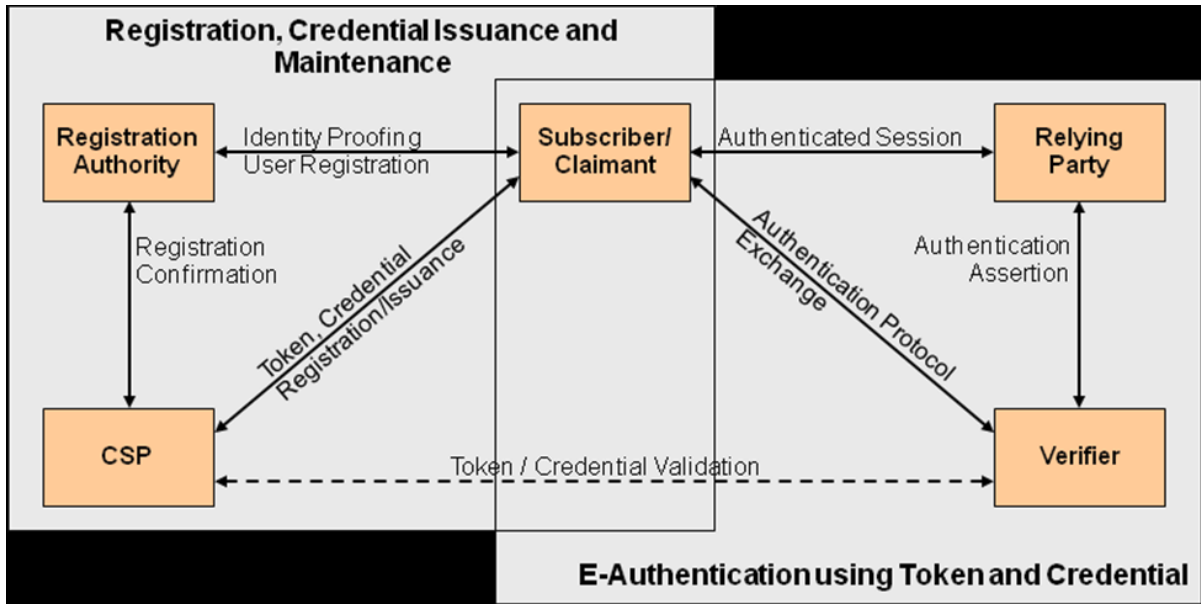 Registration, Credential Issuance and
Maintenance
Registration
Authority
Identity Proofing
User Registration
Subscriber/
Claimant
Authenticated Session
Relying
Party
Registration
Confirmation
Token, Credential
Registration/Issuance
Authentication Protocol
Exchange
Authentication
Assertion
CSP
Token / Credential Validation
Verifier
E-Authentication using Token and Credential